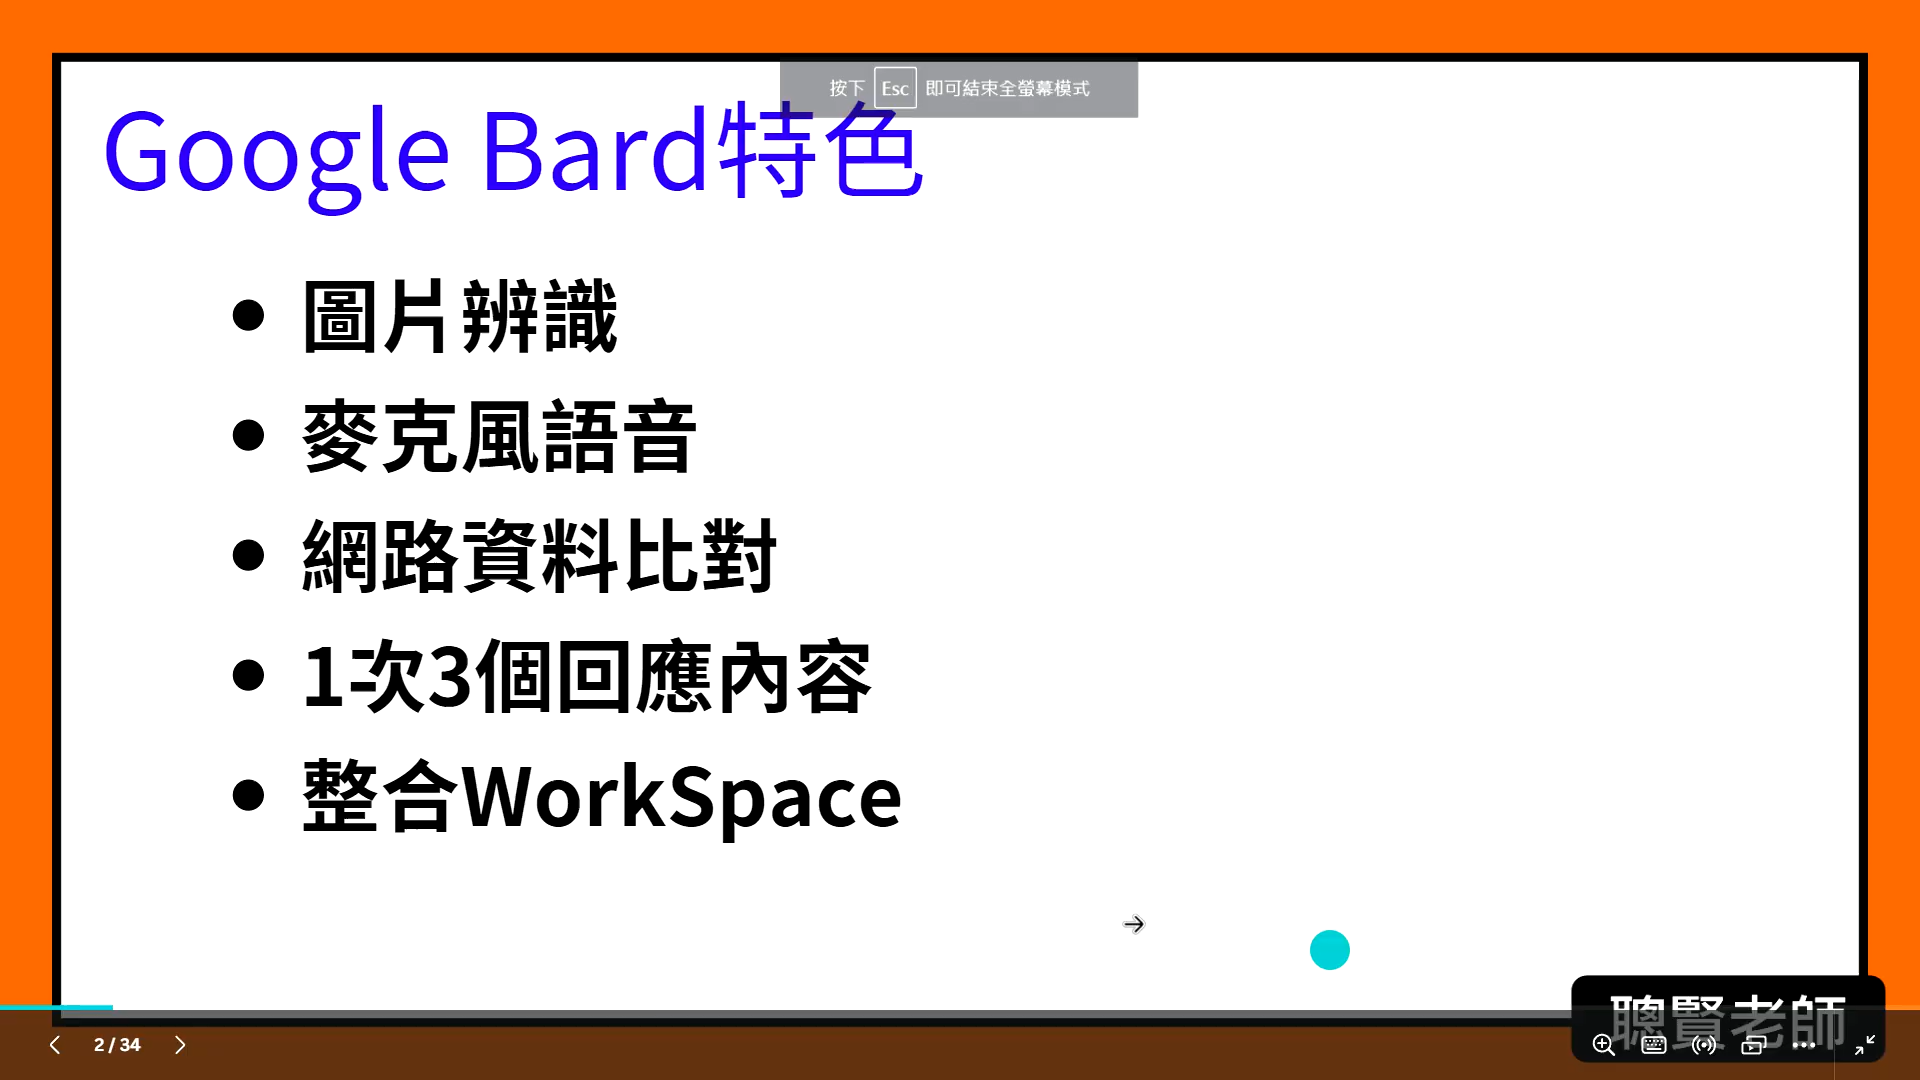 按下 Esc 即可結束全螢幕模式
Google Bard特色
• 圖片辨識
• 麥克風語音
• 網路資料比對
• 1次3個回應內容
• 整合WorkSpace
聰賢老師
2 / 34